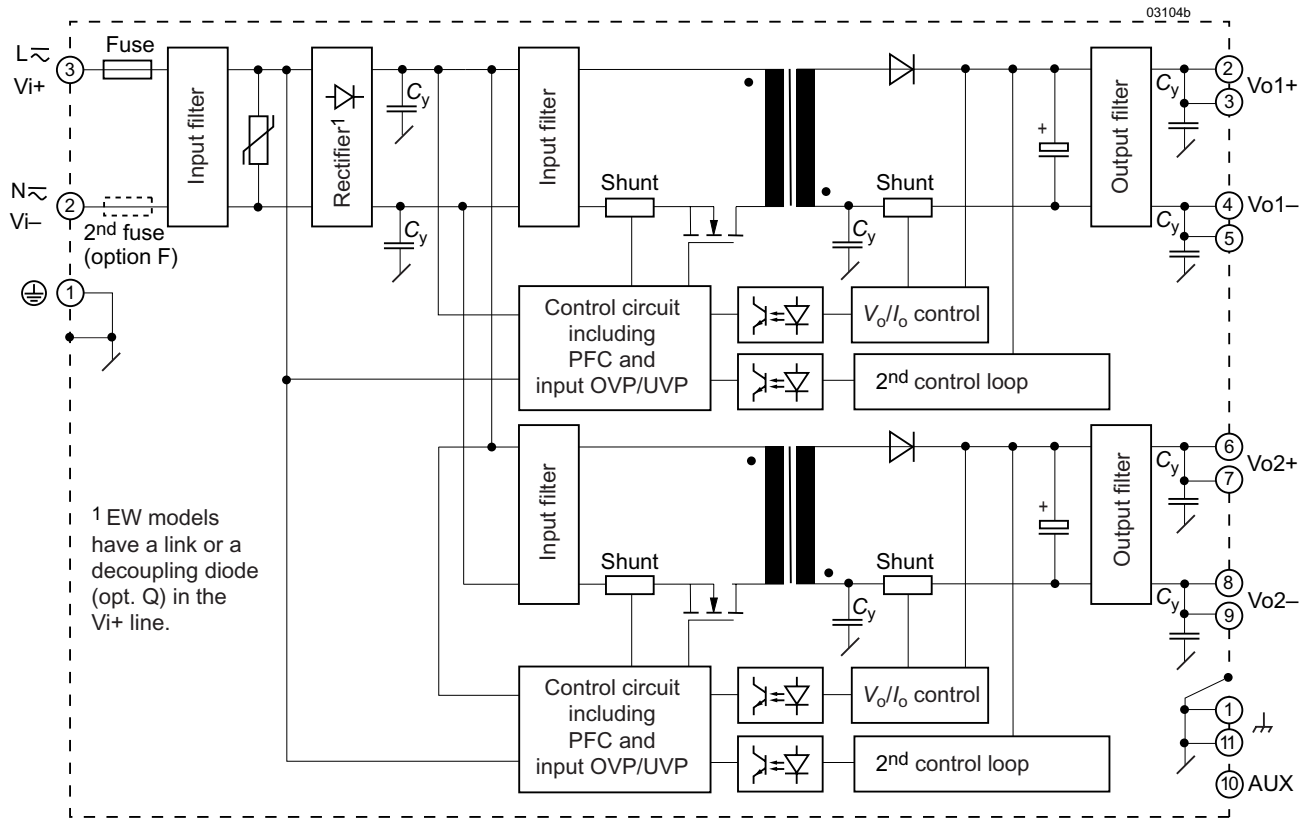 03104b
L
Fuse
3
Vi+
Input filter
Rectifier1
Cy
Input filter
Output filter
Cy
2
Vo1+
3
+
N
2
Vi–
2nd fuse
(option F)
Cy
Shunt
Shunt
Cy
Cy
4
Vo1–
5
1
Control circuit
including
PFC and
input OVP/UVP
Vo/Io control
2nd control loop
Input filter
Output filter
Cy
6
Vo2+
7
+
1 EW models
have a link or a
decoupling diode
(opt. Q) in the
Vi+ line.
Shunt
Shunt
Cy
Cy
8
Vo2–
9
Control circuit
including
PFC and
input OVP/UVP
Vo/Io control
2nd control loop
1
11
10
AUX